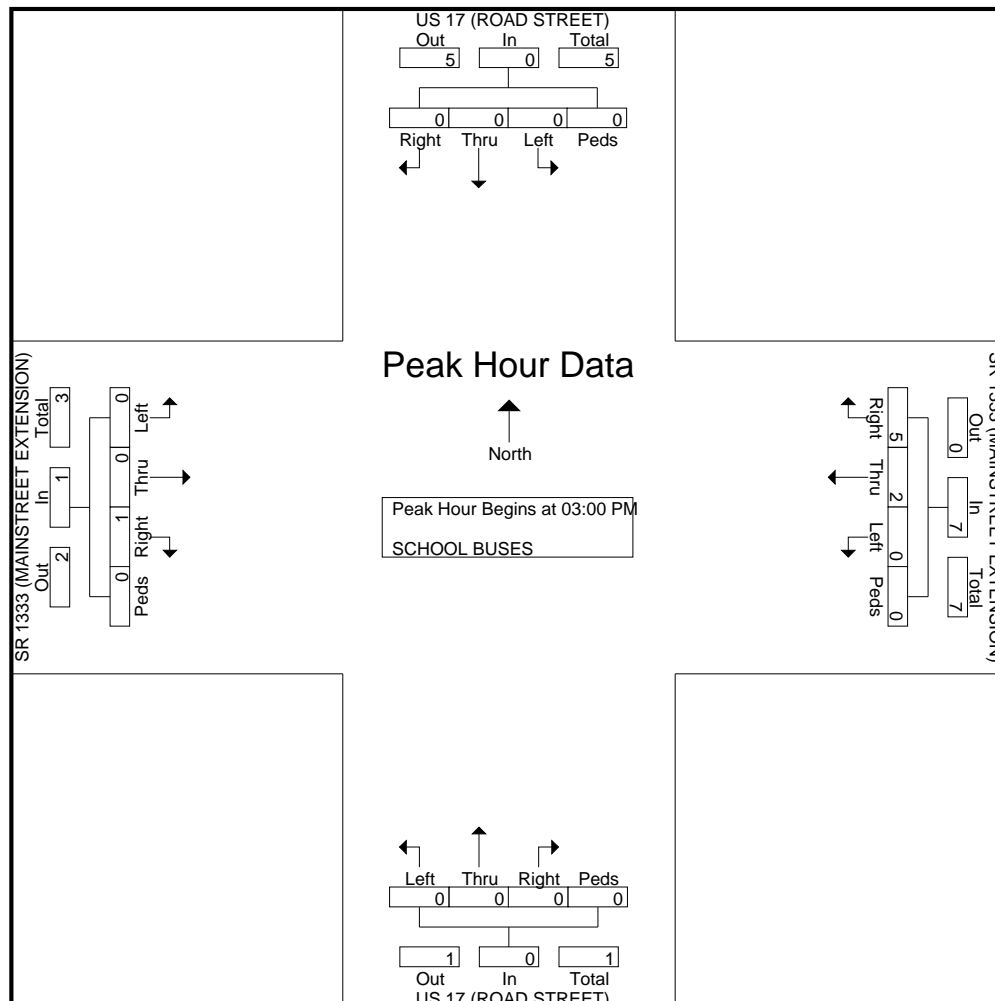 US 17 (ROAD STREET)
Out In Total
5 0 5
0 0 0 0
Right Thru Left Peds
Peak Hour Data
North
Peak Hour Begins at 03:00 PM
SCHOOL BUSES
SR 1333 (MAINSTREET EXTENSION)
Total In Out
3 1 2
0 0 1 0
Left Thru Right Peds
Right Thru Left Peds
5 2 0 0
0 7 7
Out In Total
SR 1333 (MAINSTREET EXTENSION)
Left Thru Right Peds
0 0 0 0
1 0 1
Out In Total
US 17 (ROAD STREET)